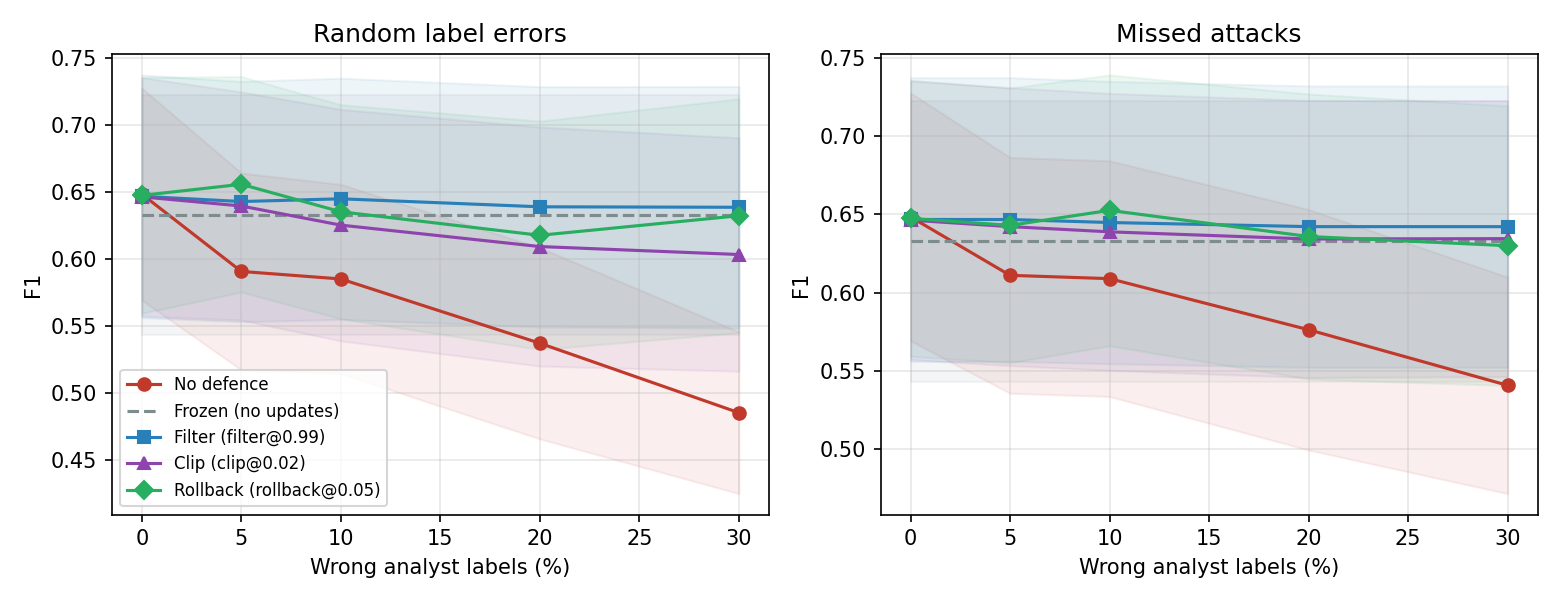 Random label errors
0.75
0.70
0.65
0.60
0.55
0.50
0.45
F1
No defence
Frozen (no updates)
Filter (filter@0.99)
Clip (clip@0.02)
Rollback (rollback@0.05)
0 5 10 15 20 25 30
Wrong analyst labels (%)
Missed attacks
0.75
0.70
0.65
0.60
0.55
0.50
F1
0 5 10 15 20 25 30
Wrong analyst labels (%)